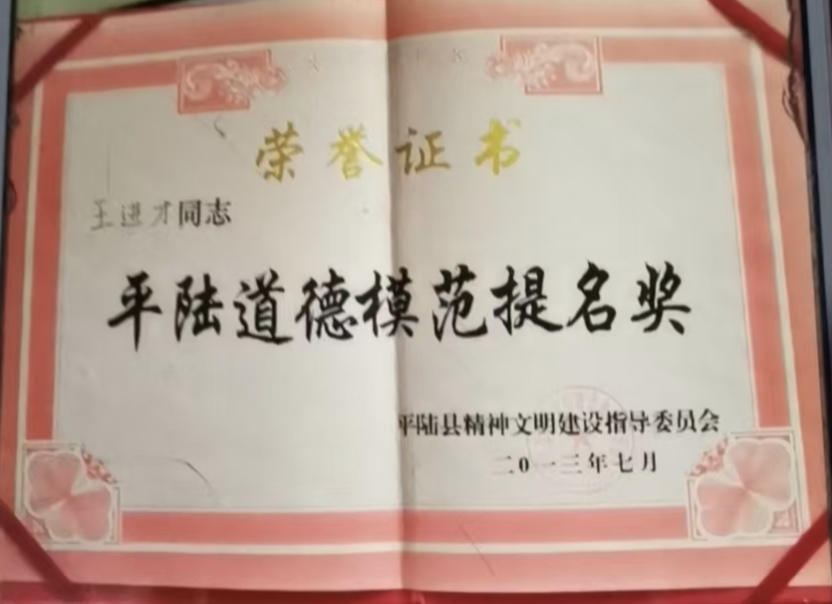 荣誉证书
王进才同志
平陆道德模范提名奖
平陆县精神文明建设指导委员会
二0一三年七月